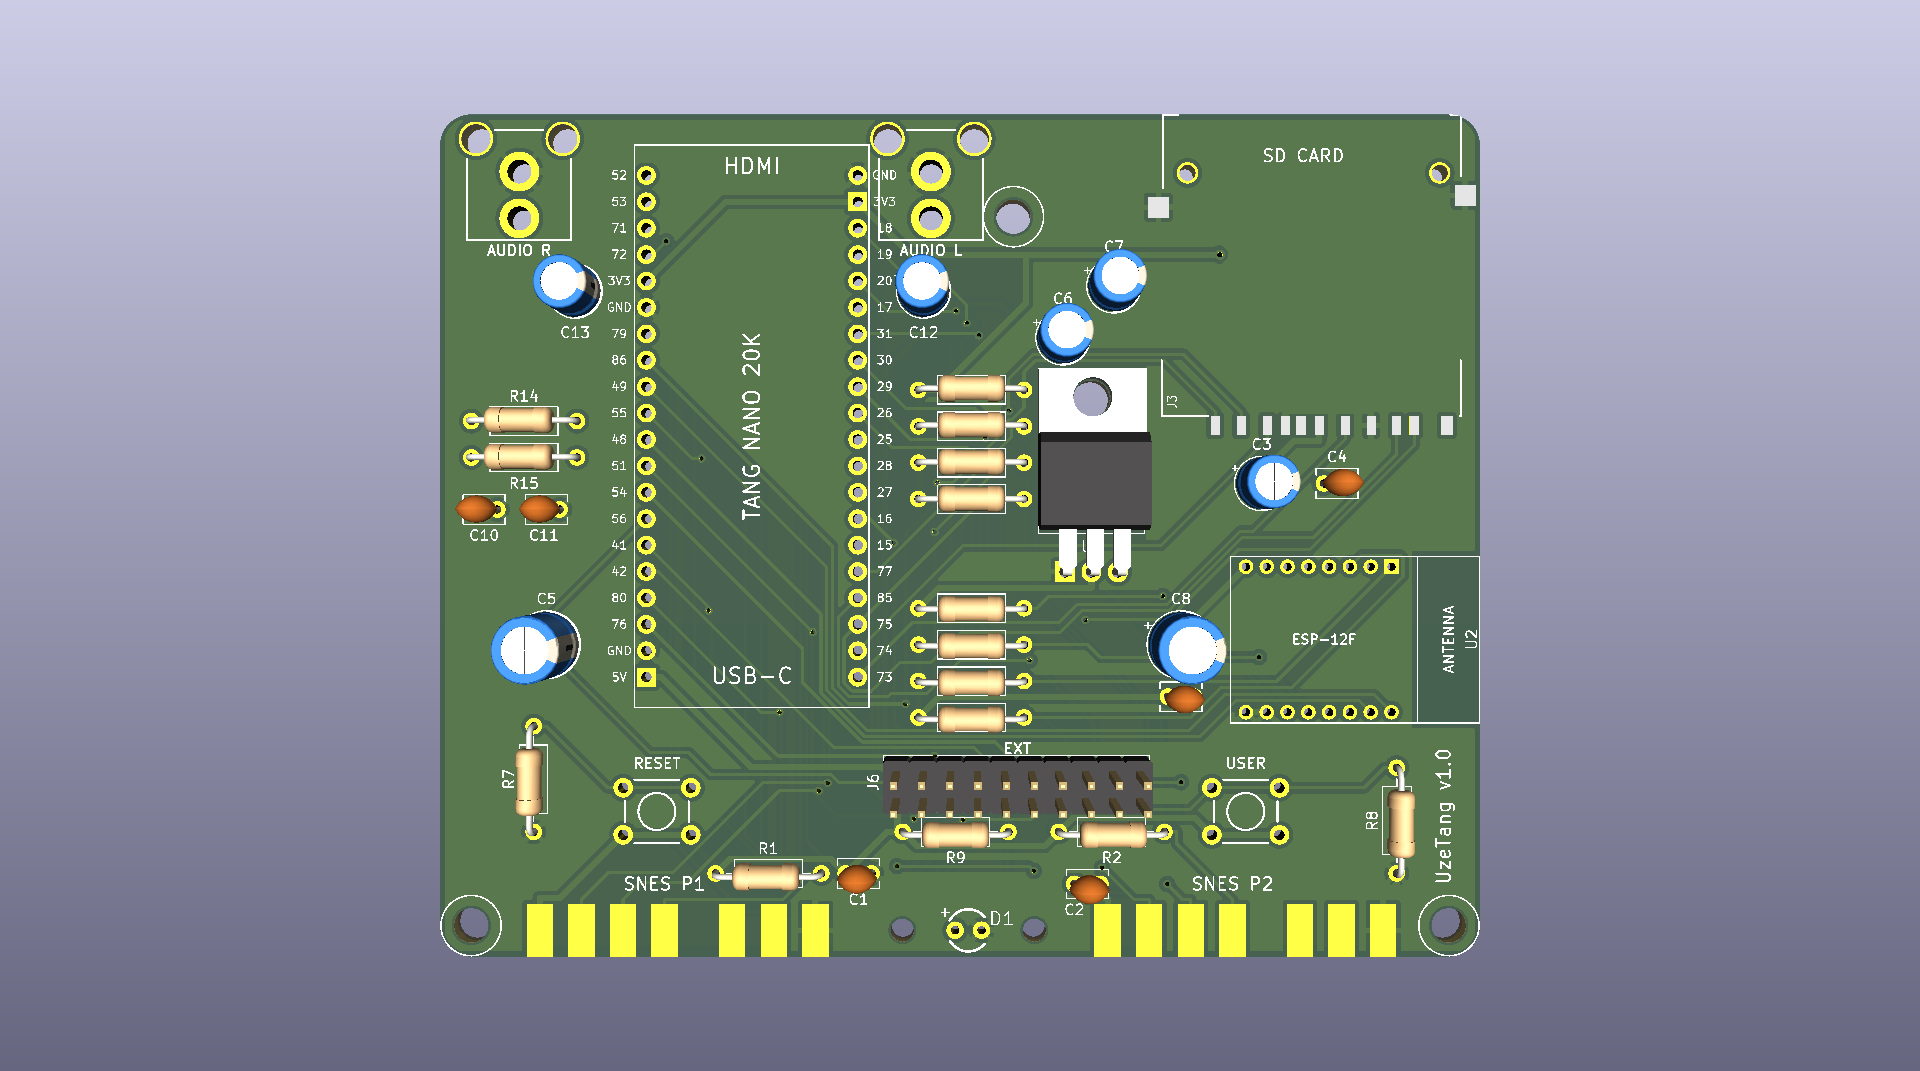 HDMI
SD CARD
52
53
71
72
3V3
GND
79
86
49
55
48
51
54
56
41
42
80
76
GND
5V
GND
3V3
18
19
20
17
31
30
29
26
25
28
27
16
15
77
85
75
74
73
AUDIO R
AUDIO L
C7
+
C6
+
C13
C12
TANG NANO 20K
J3
R14
R15
C10
C11
C3
+
C4
C5
C8
+
ESP-12F
ANTENNA
U2
USB-C
EXT
J6
R7
RESET
USER
R8
UzeTang v1.0
R9
R2
R1
C1
C2
SNES P1
SNES P2
+
D1